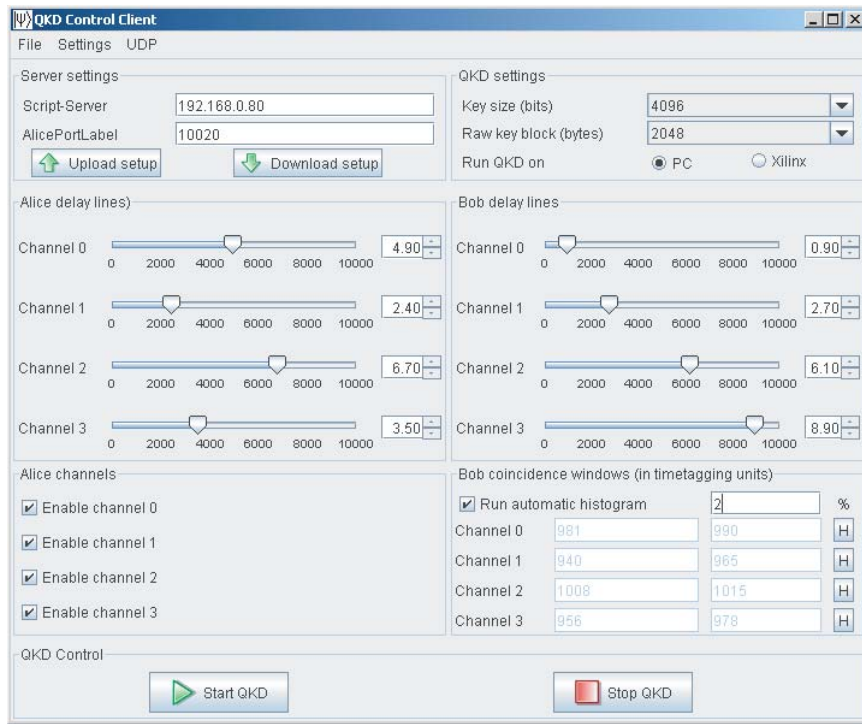 |Ψ⟩ QKD Control Client
File Settings UDP
Server settings
Script-Server 192.168.0.80
AlicePortLabel 10020
Upload setup Download setup
QKD settings
Key size (bits) 4096
Raw key block (bytes) 2048
Run QKD on PC Xilinx
Alice delay lines)
Channel 0 4.90
0 2000 4000 6000 8000 10000
Channel 1 2.40
0 2000 4000 6000 8000 10000
Channel 2 6.70
0 2000 4000 6000 8000 10000
Channel 3 3.50
0 2000 4000 6000 8000 10000
Bob delay lines
Channel 0 0.90
0 2000 4000 6000 8000 10000
Channel 1 2.70
0 2000 4000 6000 8000 10000
Channel 2 6.10
0 2000 4000 6000 8000 10000
Channel 3 8.90
0 2000 4000 6000 8000 10000
Alice channels
Enable channel 0
Enable channel 1
Enable channel 2
Enable channel 3
Bob coincidence windows (in timetagging units)
Run automatic histogram 2 %
Channel 0 981 990 H
Channel 1 940 965 H
Channel 2 1008 1015 H
Channel 3 956 978 H
QKD Control
Start QKD Stop QKD